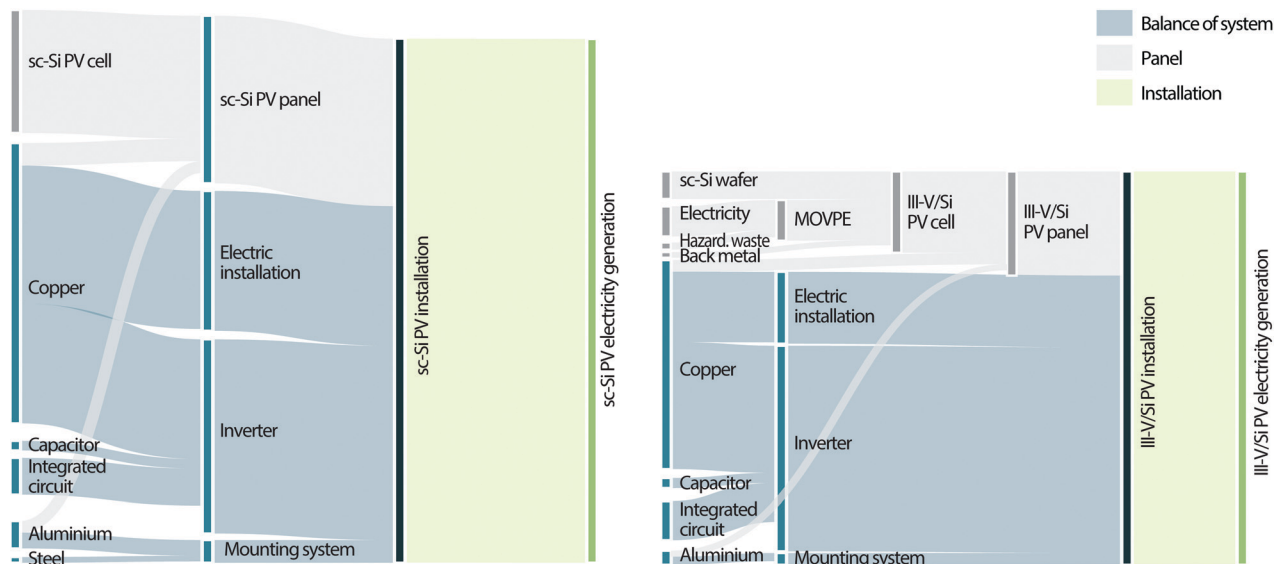 sc-Si PV cell
sc-Si PV panel
Copper
Electric
installation
Inverter
Capacitor
Integrated
circuit
Aluminium
Steel
Mounting system
sc-Si PV installation
sc-Si PV electricity generation
Balance of system
Panel
Installation
sc-Si wafer
Electricity
MOVPE
Hazard. waste
Back metal
III-V/Si
PV cell
III-V/Si
PV panel
Electric
installation
Copper
Inverter
Capacitor
Integrated
circuit
Aluminium
Mounting system
III-V/Si PV installation
III-V/Si PV electricity generation